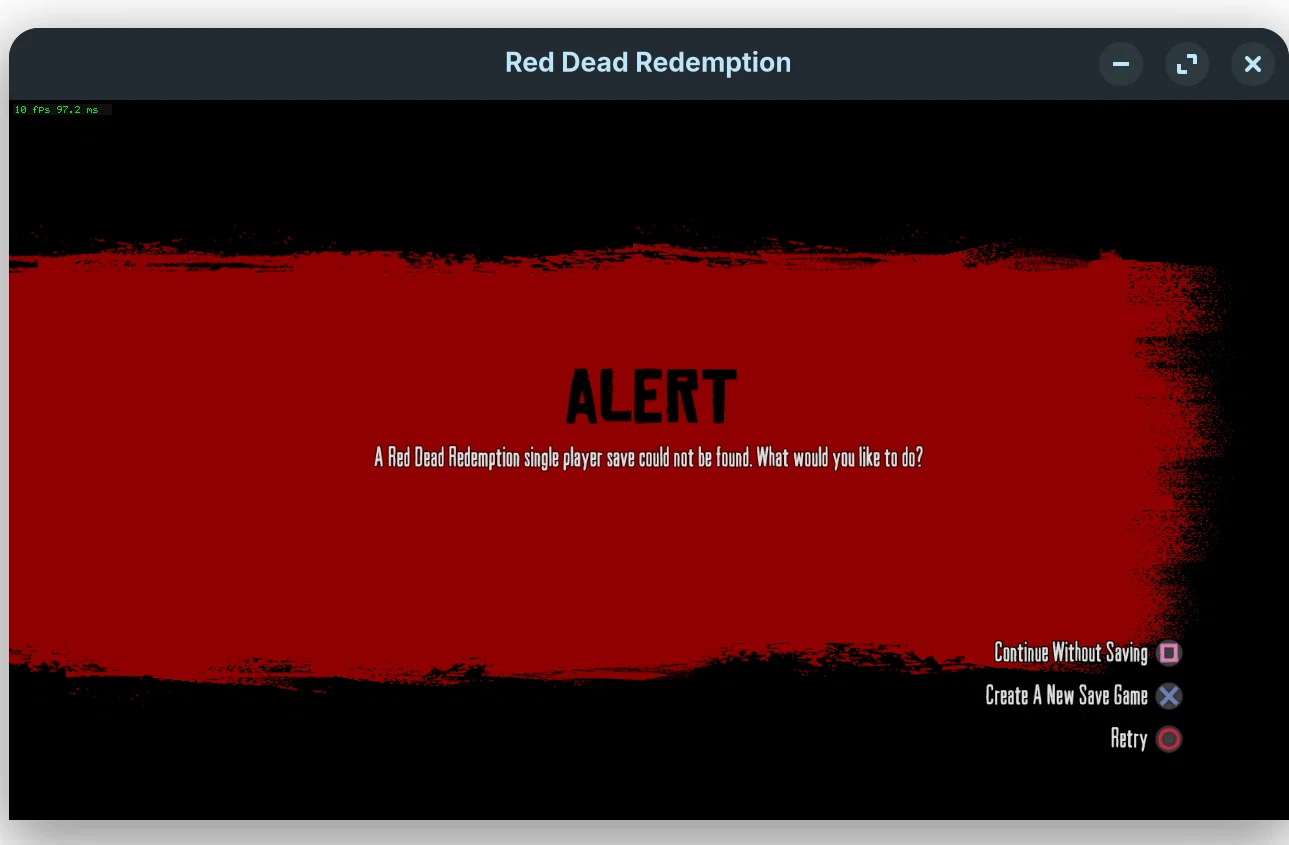 Red Dead Redemption
10 fps 97.2 ms
ALERT
A Red Dead Redemption single player save could not be found. What would you like to do?
Continue Without Saving
Create A New Save Game
Retry